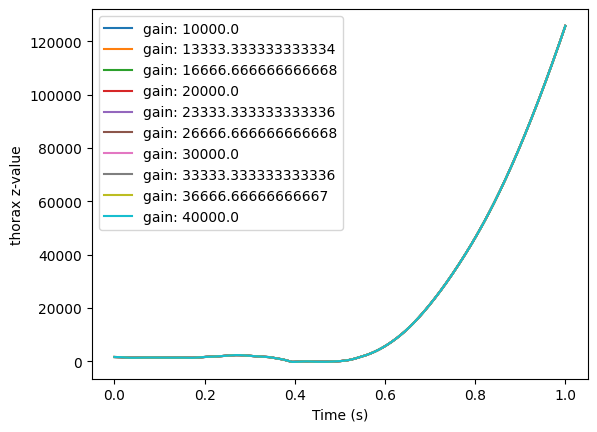 gain: 10000.0
gain: 13333.333333333334
gain: 16666.666666666668
gain: 20000.0
gain: 23333.333333333336
gain: 26666.666666666668
gain: 30000.0
gain: 33333.333333333336
gain: 36666.66666666667
gain: 40000.0
thorax z-value
120000
100000
80000
60000
40000
20000
0
0.0 0.2 0.4 0.6 0.8 1.0
Time (s)